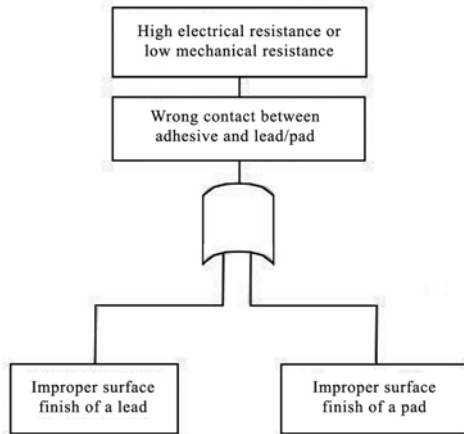 High electrical resistance or
low mechanical resistance
Wrong contact between
adhesive and lead/pad
Improper surface
finish of a lead
Improper surface
finish of a pad